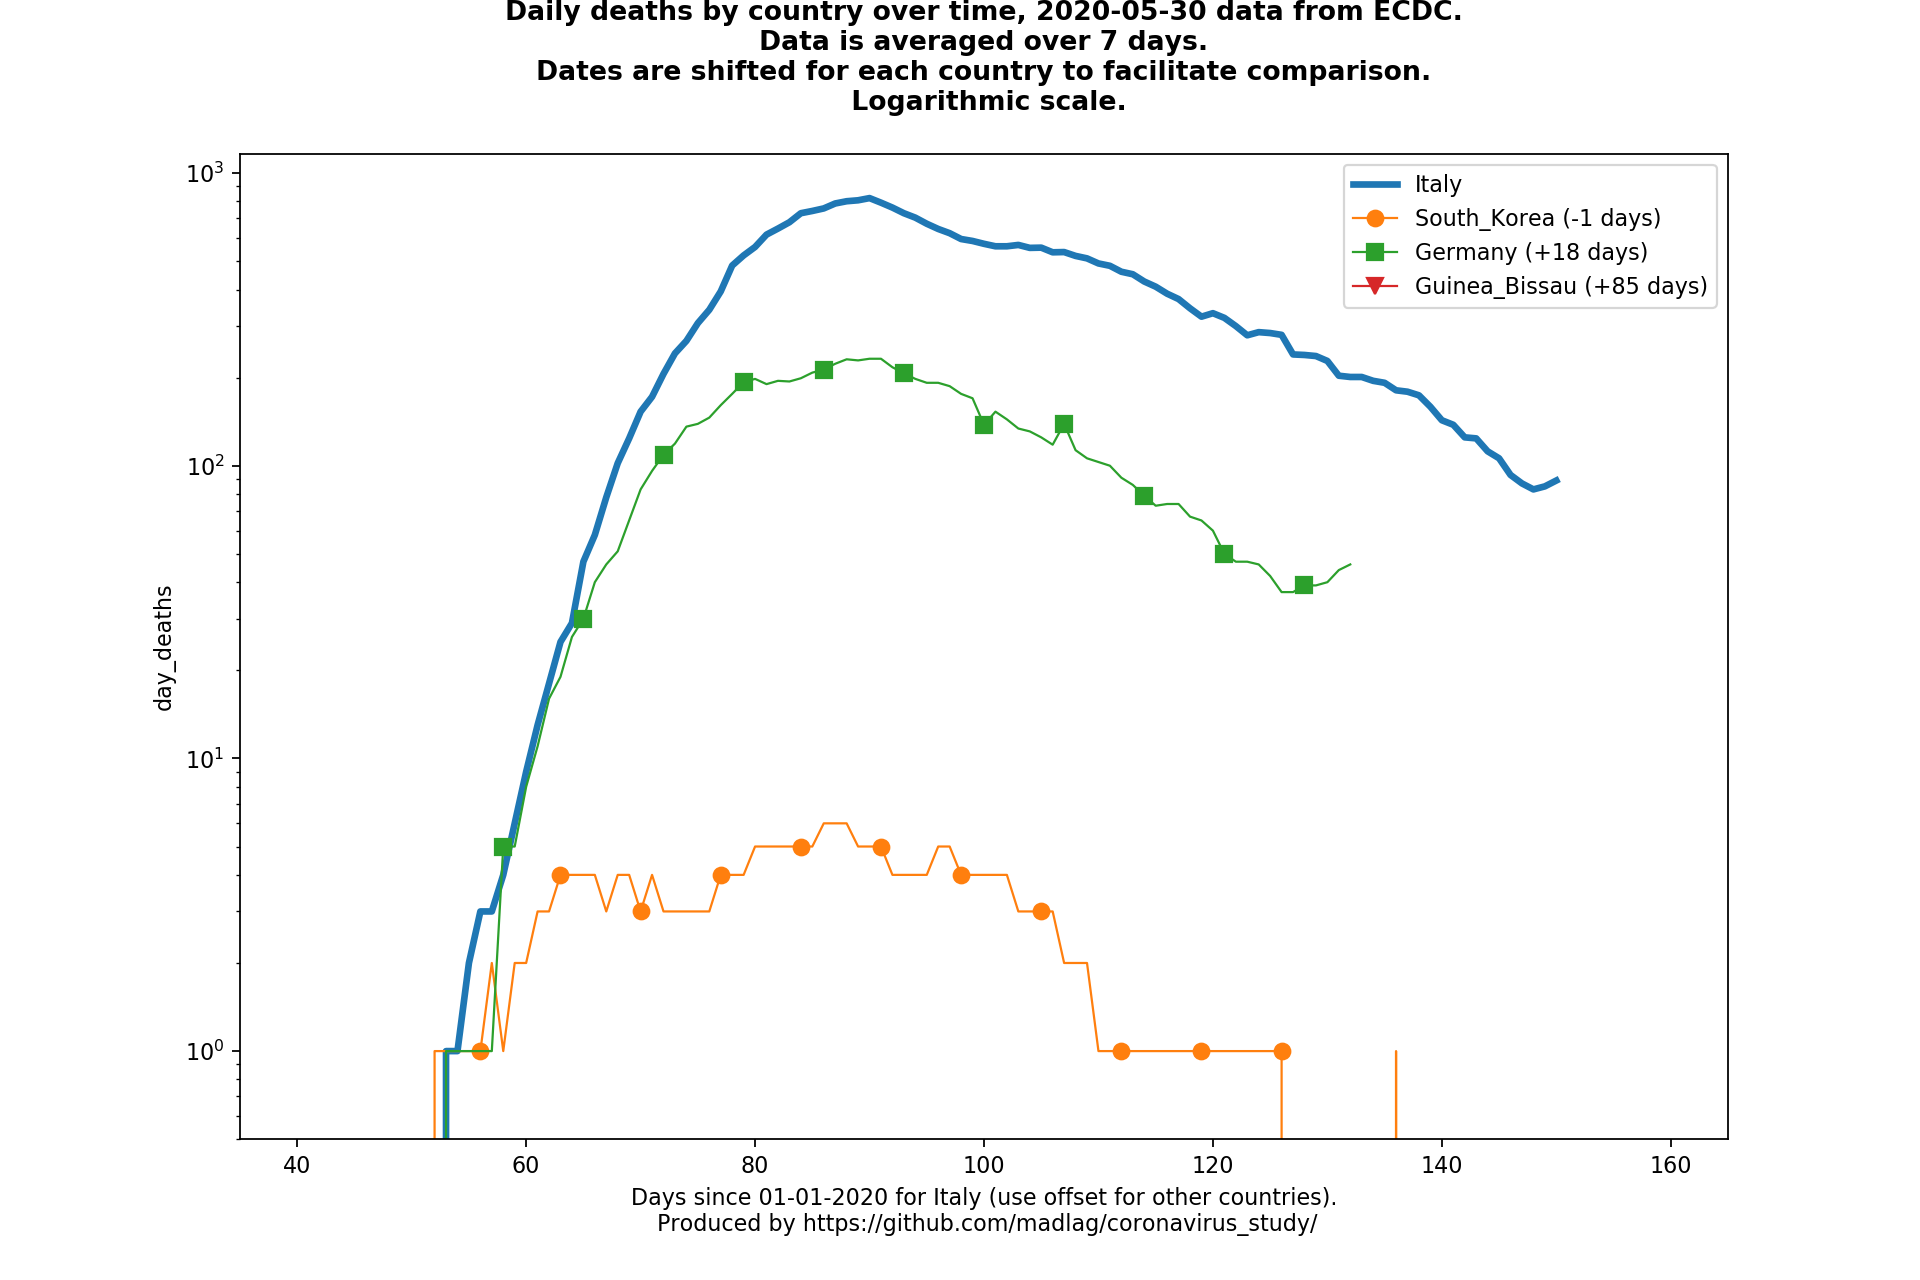 Daily deaths by country over time, 2020-05-30 data from ECDC.
Data is averaged over 7 days.
Dates are shifted for each country to facilitate comparison.
Logarithmic scale.
10³
Italy
South_Korea (-1 days)
Germany (+18 days)
Guinea_Bissau (+85 days)
10²
day_deaths
10¹
10⁰
40 60 80 100 120 140 160
Days since 01-01-2020 for Italy (use offset for other countries).
Produced by https://github.com/madlag/coronavirus_study/